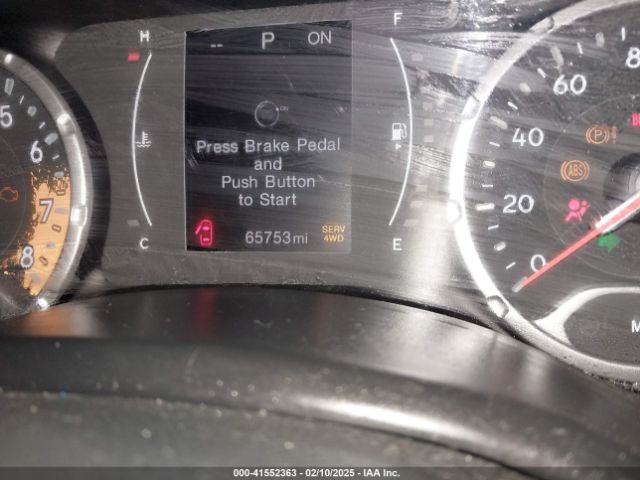 H
F
-- P ON
Press Brake Pedal
and
Push Button
to Start
65753mi
SERV
4WD
C
E
5
6
7
8
60
40
20
0
8
ABS
P
M
000-41552363 - 02/10/2025 - IAA Inc.